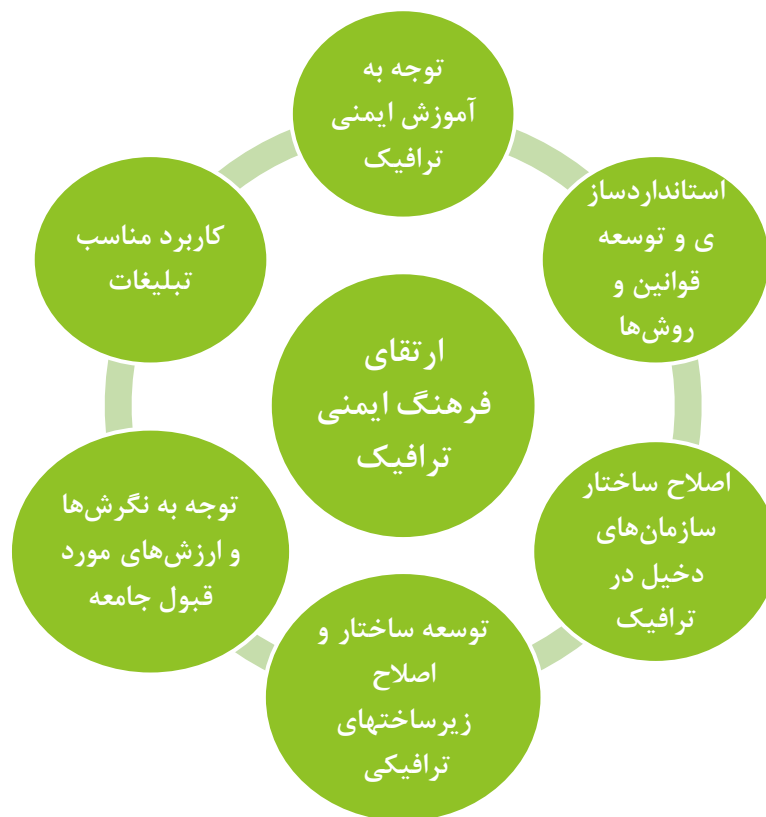 توجه به
آموزش ایمنی
ترافیک
استانداردساز
ی و توسعه
قوانین و
روش‌ها
اصلاح ساختار
سازمان‌های
دخیل در
ترافیک
توسعه ساختار و
اصلاح
زیرساختهای
ترافیکی
توجه به نگرش‌ها
و ارزش‌های مورد
قبول جامعه
کاربرد مناسب
تبلیغات
ارتقای
فرهنگ ایمنی
ترافیک